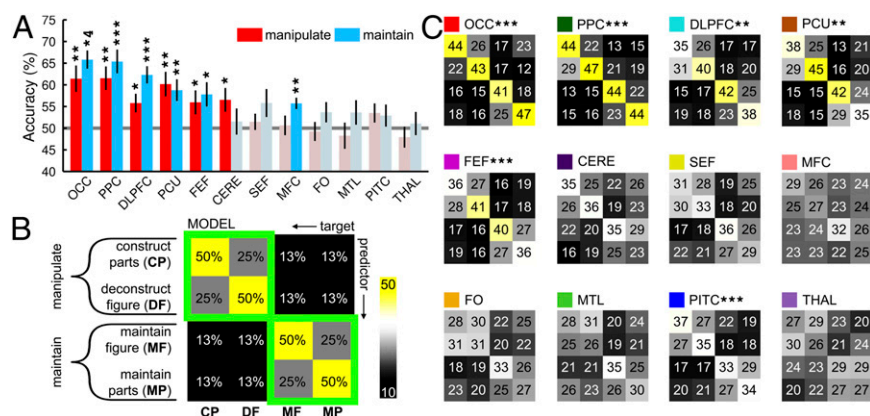 A
manipulate
maintain
Accuracy (%)
75
70
65
60
55
50
45
40
** *4 ** *** * *** ** ** * * * **
OCC PPC DLPFC PCU FEF CERE SEF MFC FO MTL PITC THAL
B
MODEL
target
predictor
manipulate
construct
parts (CP)
deconstruct
figure (DF)
maintain
maintain
figure (MF)
maintain
parts (MP)
50% 25% 13% 13%
25% 50% 13% 13%
13% 13% 50% 25%
13% 13% 25% 50%
CP DF MF MP
50
10
C
OCC***
44 26 17 23
22 43 17 12
16 15 41 18
18 16 25 47
PPC***
44 22 13 15
29 47 21 19
13 15 44 22
15 16 23 44
DLPFC**
35 26 17 17
31 40 18 20
17 15 42 25
19 18 23 38
PCU**
38 25 13 21
16 45 16 20
15 15 42 24
18 15 29 35
FEF***
36 27 16 19
28 41 17 18
17 16 40 27
19 16 27 36
CERE
35 25 22 23
26 36 19 23
20 22 35 29
19 16 25 23
SEF
31 28 19 25
30 33 18 20
17 18 36 26
22 21 29 29
MFC
29 26 23 24
25 27 23 24
23 24 32 26
23 23 22 26
FO
28 30 22 25
31 31 20 22
18 19 33 26
23 20 25 27
MTL
28 31 20 24
27 26 20 23
20 21 35 27
26 23 26 30
PITC***
37 27 22 19
27 35 18 18
16 17 33 29
20 21 27 34
THAL
27 29 23 20
30 26 21 24
19 20 30 26
24 25 27 30